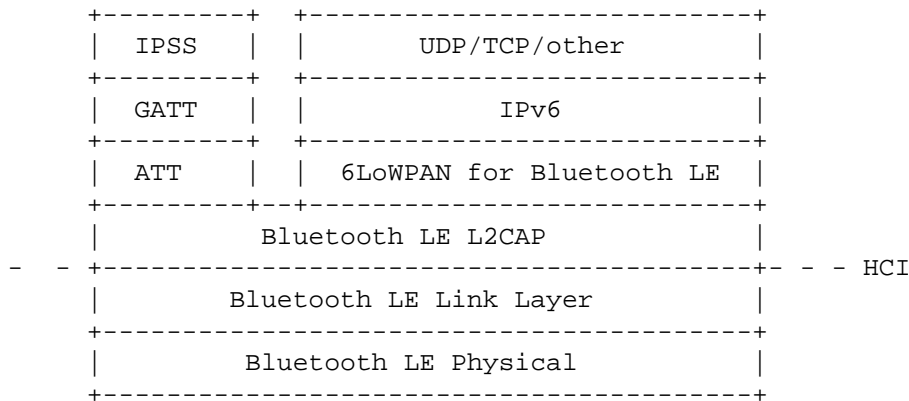 IPSS UDP/TCP/other
GATT IPv6
ATT 6LoWPAN for Bluetooth LE
Bluetooth LE L2CAP
HCI
Bluetooth LE Link Layer
Bluetooth LE Physical